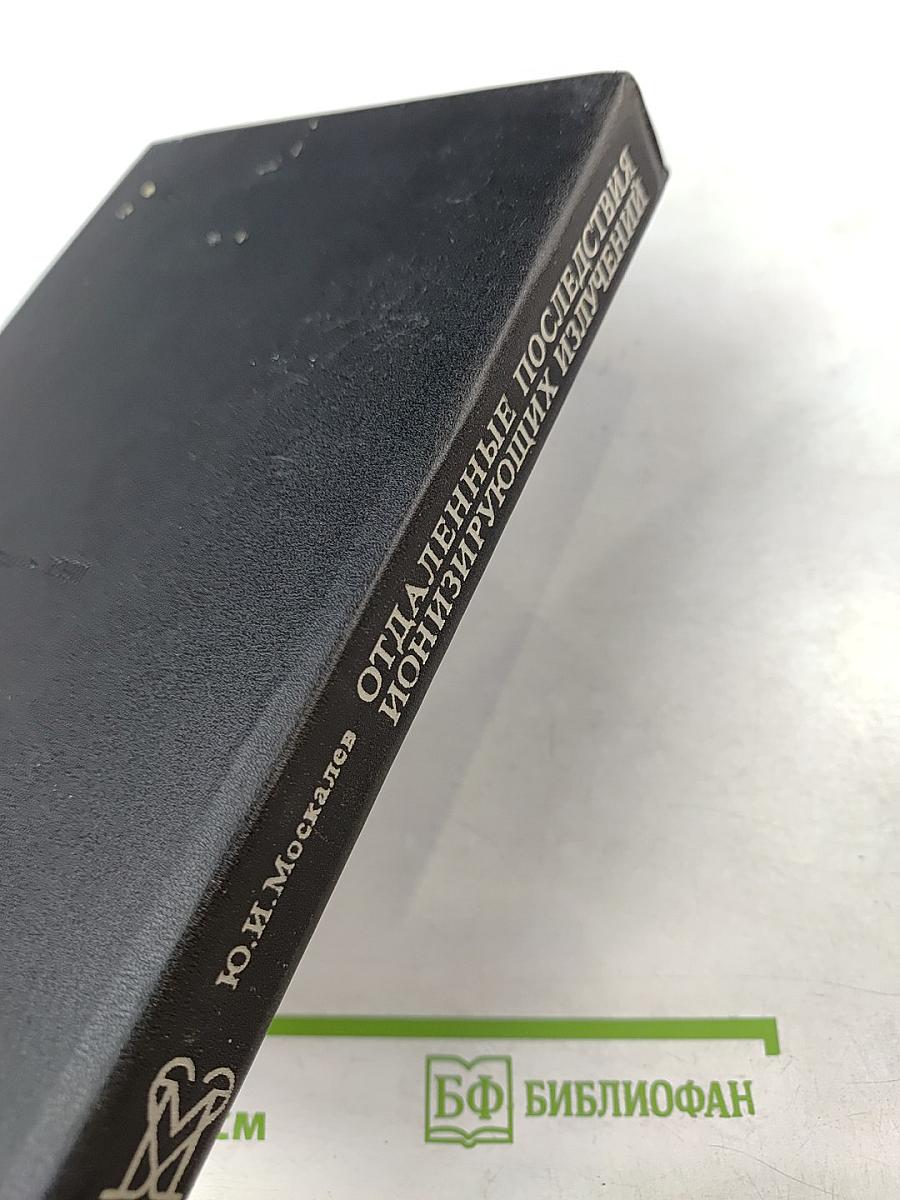 Ю.И.Москалев
ОТДАЛЕННЫЕ ПОСЛЕДСТВИЯ
ИОНИЗИРУЮЩИХ ИЗЛУЧЕНИЙ
БФ БИБЛИОФАН